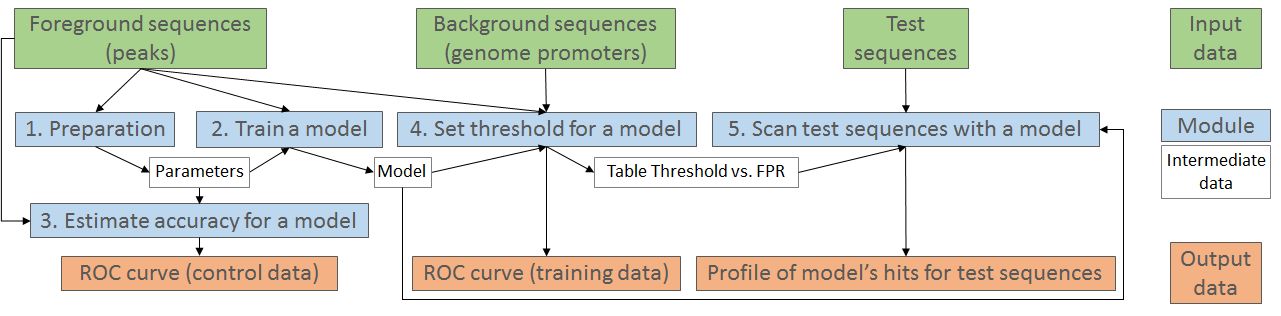 Foreground sequences
(peaks)
Background sequences
(genome promoters)
Test
sequences
Input
data
1. Preparation
2. Train a model
4. Set threshold for a model
5. Scan test sequences with a model
Module
Parameters
Model
Table Threshold vs. FPR
Intermediate
data
3. Estimate accuracy for a model
ROC curve (control data)
ROC curve (training data)
Profile of model's hits for test sequences
Output
data